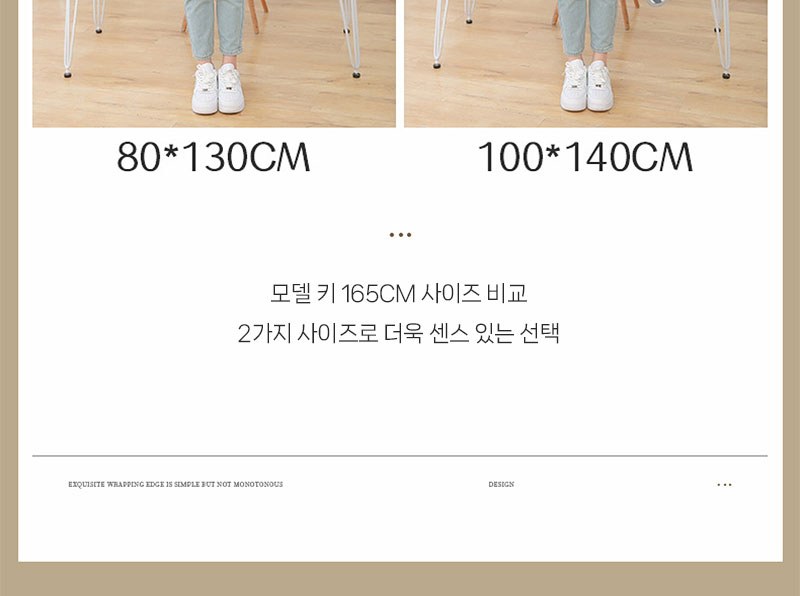 80*130CM
100*140CM
모델 키 165CM 사이즈 비교
2가지 사이즈로 더욱 센스 있는 선택
EXQUISITE WRAPPING EDGE IS SIMPLE BUT NOT MONOTONOUS
DESIGN